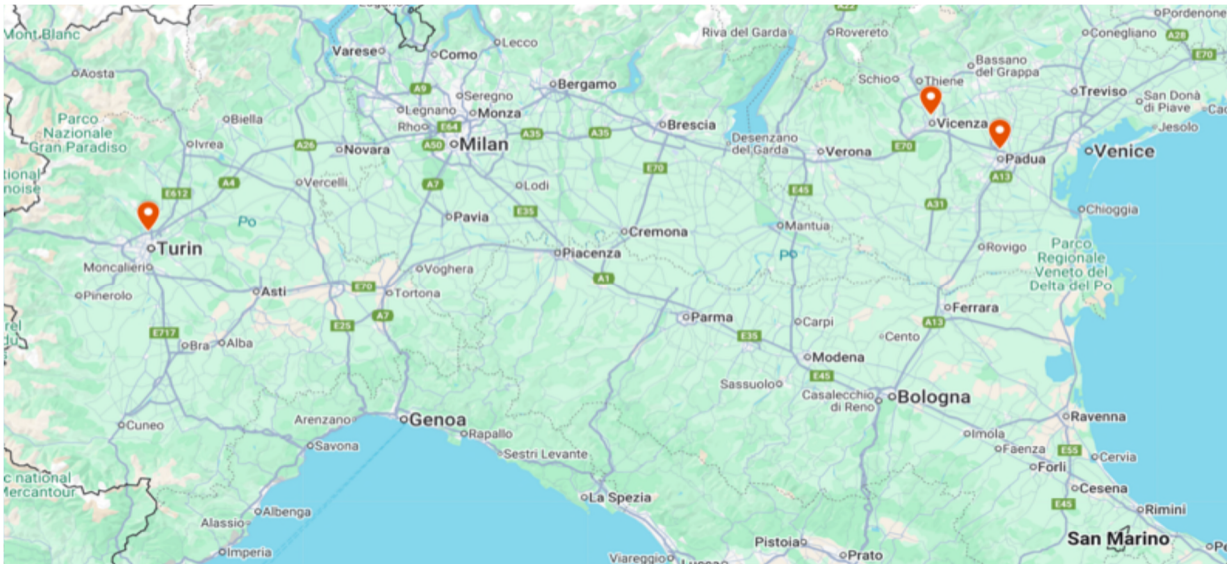 Mont Blanc
Aosta
Parco
Nazionale
Gran Paradiso
Biella
Ivrea
E612
A4
Turin
Moncalieri
Pinerolo
Asti
E717
Bra
Alba
Cuneo
c national
Mercantour
Varese
Como
Lecco
A9
Seregno
Legnano
Monza
Rho
E64
A50
Milan
A26
Novara
Vercelli
Po
A7
Lodi
Pavia
E35
Bergamo
A35
A35
Brescia
E70
Desenzano
del Garda
Riva del Garda
A22
Rovereto
Verona
E45
Mantua
Po
Cremona
Piacenza
A1
Voghera
E70
Tortona
E25
A7
Parma
E35
Carpi
Modena
E45
Sassuolo
Casalecchio
di Reno
Bologna
Cento
Ferrara
A13
Schio
Thiene
Bassano
del Grappa
Vicenza
E70
Padua
A13
A31
Rovigo
Conegliano
Pordenone
A28
E70
Treviso
San Donà
di Piave
Jesolo
Venice
Chioggia
Parco
Regionale
Veneto del
Delta del Po
Arenzano
Genoa
Rapallo
Savona
Sestri Levante
Albenga
Alassio
Imperia
La Spezia
Viareggio
Lucca
Pistoia
Prato
Imola
Faenza
Ravenna
E55
Cervia
Forlì
Cesena
E45
Rimini
San Marino